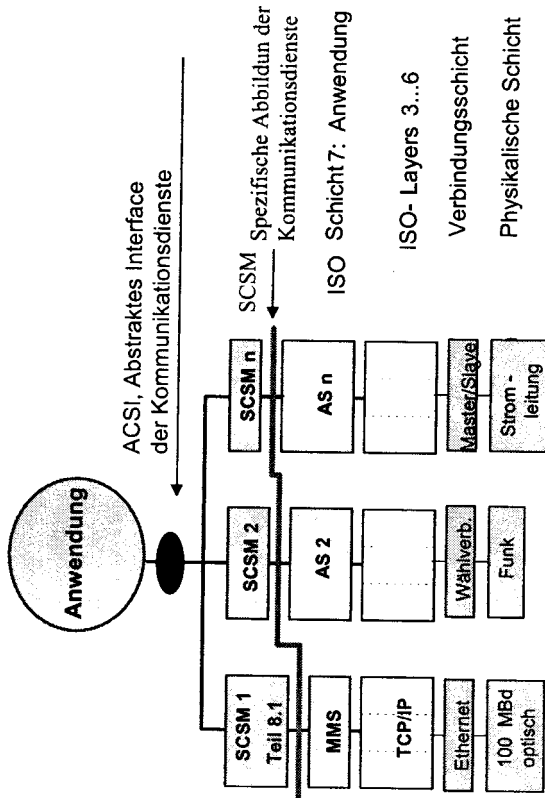 Anwendung
ACSI, Abstraktes Interface
der Kommunikationsdienste
SCSM 1
Teil 8.1
SCSM 2
SCSM n
SCSM
Spezifische Abbildun der
Kommunikationsdienste
MMS
AS 2
AS n
ISO Schicht7: Anwendung
TCP/IP
ISO- Layers 3...6
Ethernet
Wählverb.
Master/Slave
Verbindungsschicht
100 MBd
optisch
Funk
Strom -
leitung
Physikalische Schicht